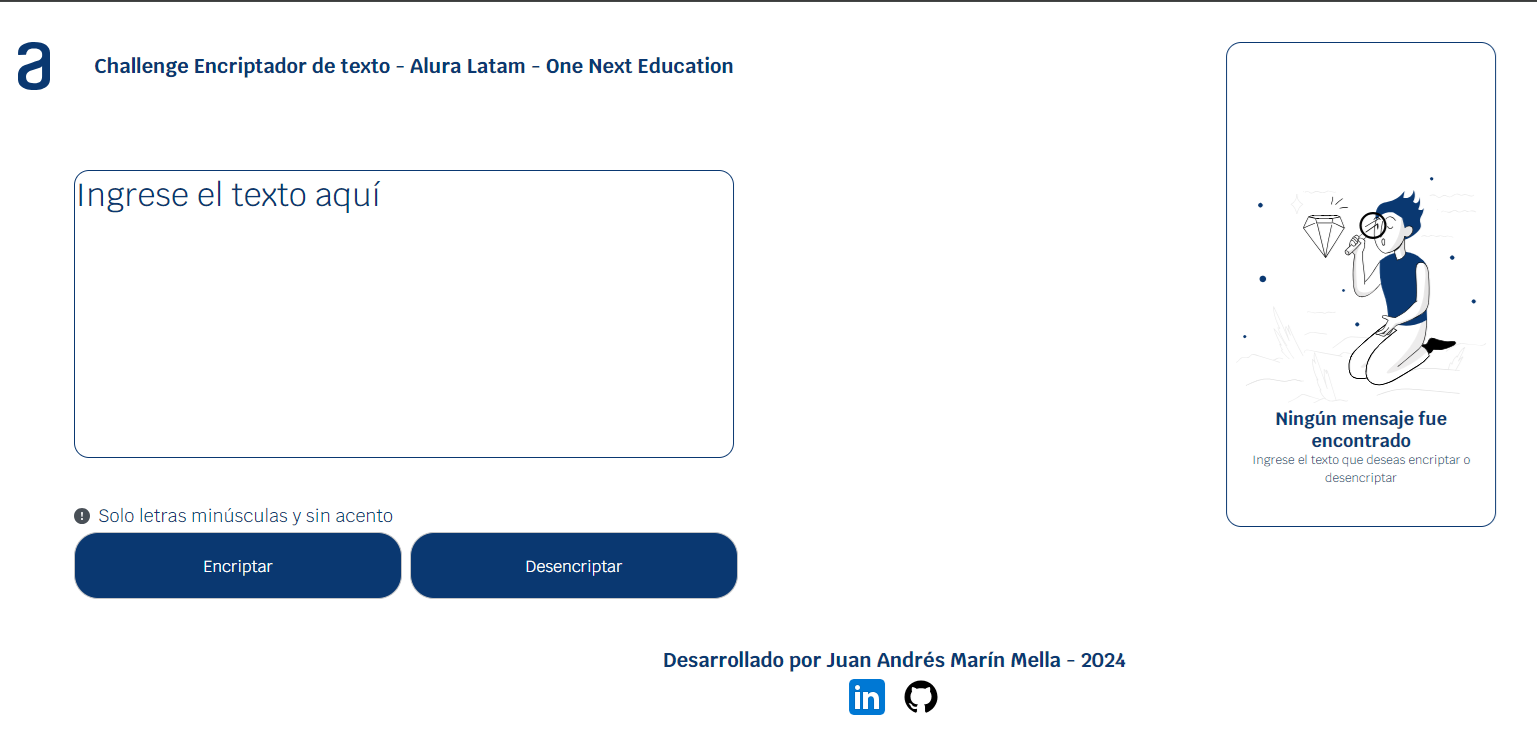 a
Challenge Encriptador de texto - Alura Latam - One Next Education
Ingrese el texto aquí
Solo letras minúsculas y sin acento
Encriptar
Desencriptar
Ningún mensaje fue
encontrado
Ingrese el texto que deseas encriptar o
desencriptar
Desarrollado por Juan Andrés Marín Mella - 2024
in